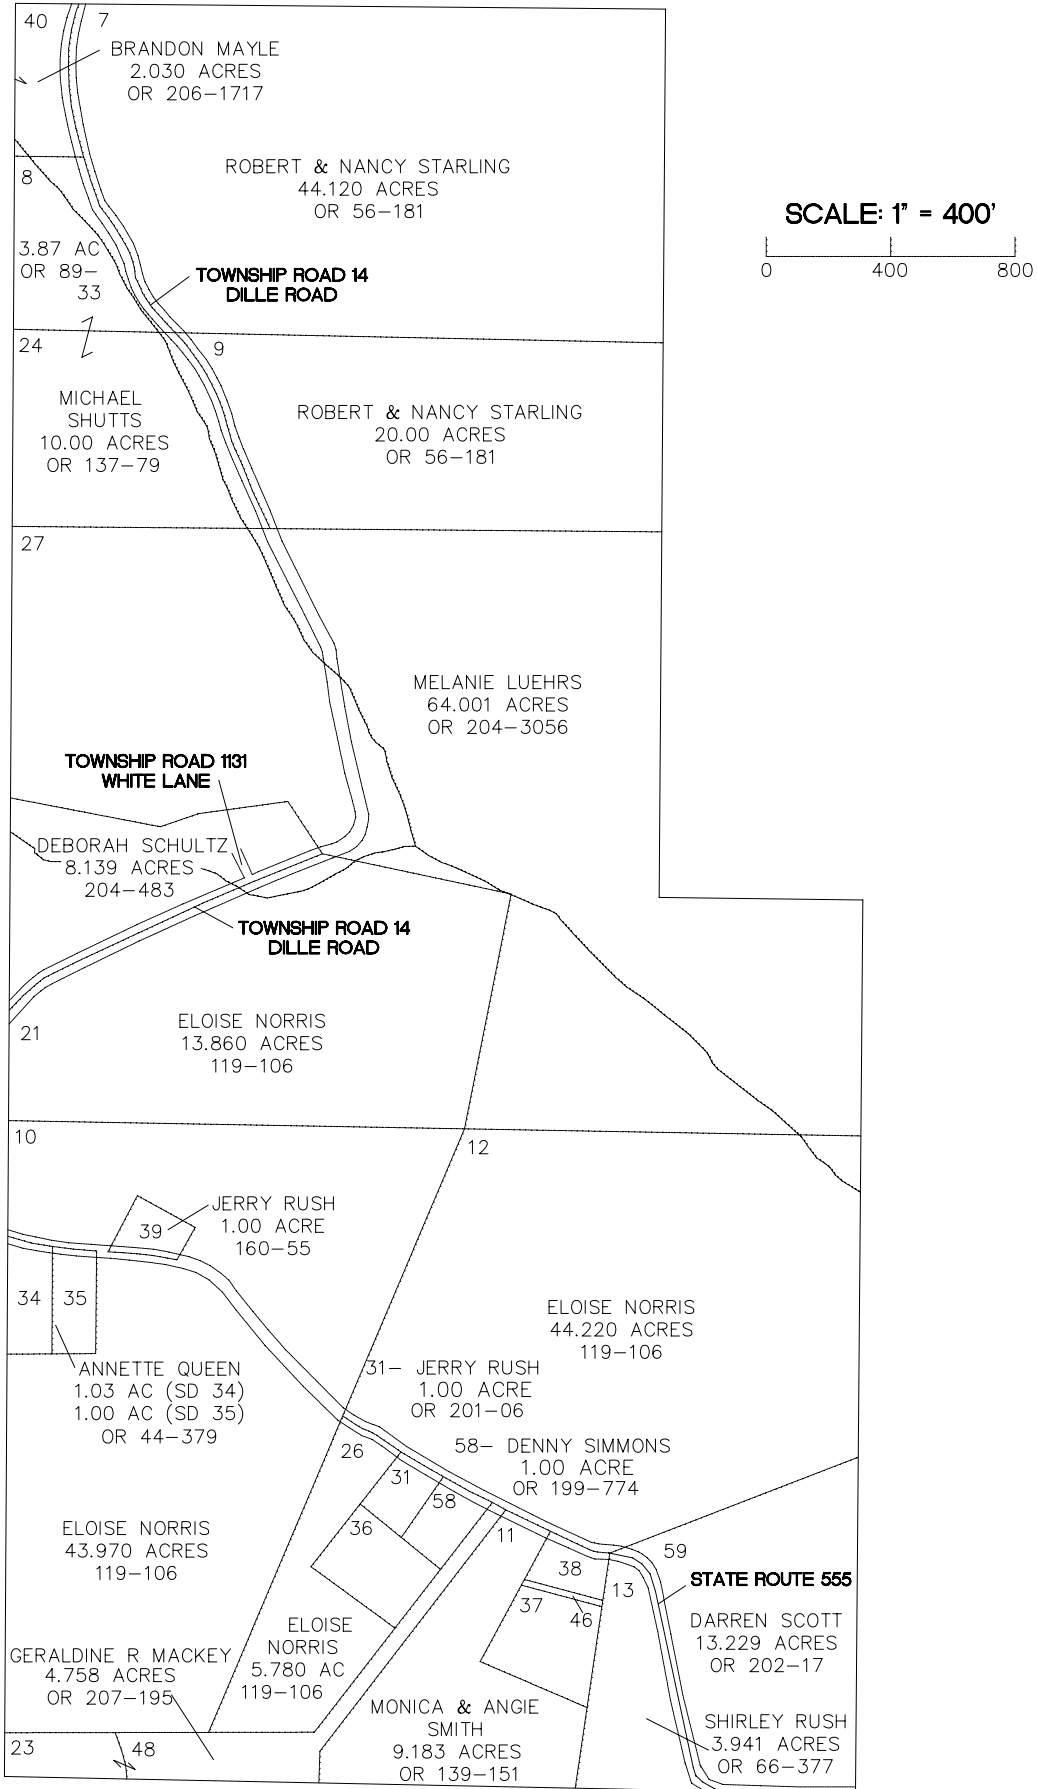 40
7
BRANDON MAYLE
2.030 ACRES
OR 206-1717
ROBERT & NANCY STARLING
44.120 ACRES
OR 56-181
8
SCALE: 1" = 400'
0 400 800
3.87 AC
OR 89-
33
TOWNSHIP ROAD 14
DILLE ROAD
24
9
MICHAEL
SHUTTS
10.00 ACRES
OR 137-79
ROBERT & NANCY STARLING
20.00 ACRES
OR 56-181
27
MELANIE LUEHRS
64.001 ACRES
OR 204-3056
TOWNSHIP ROAD 1131
WHITE LANE
DEBORAH SCHULTZ
8.139 ACRES
204-483
TOWNSHIP ROAD 14
DILLE ROAD
21
ELOISE NORRIS
13.860 ACRES
119-106
10
12
39
JERRY RUSH
1.00 ACRE
160-55
34
35
ANNETTE QUEEN
1.03 AC (SD 34)
1.00 AC (SD 35)
OR 44-379
ELOISE NORRIS
44.220 ACRES
119-106
31- JERRY RUSH
1.00 ACRE
OR 201-06
58- DENNY SIMMONS
1.00 ACRE
OR 199-774
26
31
58
36
11
38
59
13
37
46
STATE ROUTE 555
ELOISE NORRIS
43.970 ACRES
119-106
DARREN SCOTT
13.229 ACRES
OR 202-17
ELOISE
NORRIS
5.780 AC
119-106
GERALDINE R MACKEY
4.758 ACRES
OR 207-195
MONICA & ANGIE
SMITH
9.183 ACRES
OR 139-151
SHIRLEY RUSH
3.941 ACRES
OR 66-377
23
48